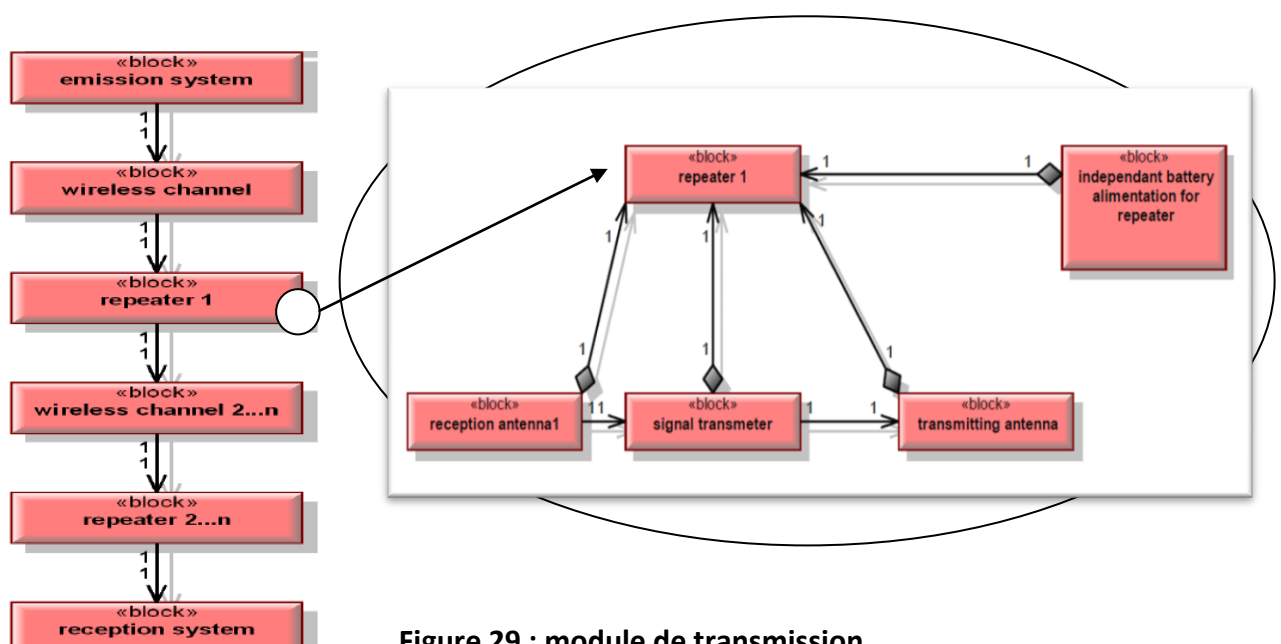 «block»
emission system
1
1
«block»
wireless channel
1
1
«block»
repeater 1
1
1
«block»
wireless channel 2...n
1
1
«block»
repeater 2...n
1
1
«block»
reception system
«block»
repeater 1
1
1
«block»
independant battery
alimentation for
repeater
1
1
1
1
1
1
«block»
reception antenna1
11
«block»
signal transmeter
1
1
«block»
transmitting antenna
Figure 29 : module de transmission